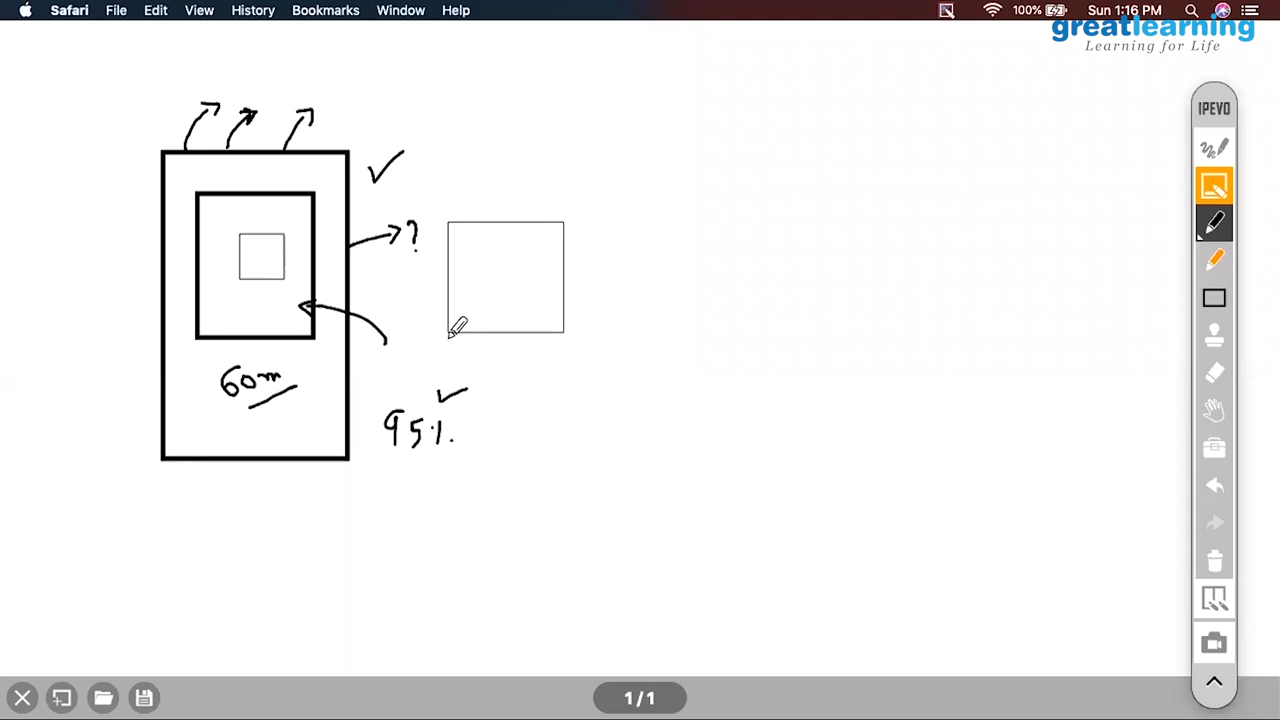 Safari File Edit View History Bookmarks Window Help 100% Sun 1:16 PM
greatlearning
Learning for Life
IPEVO
?
60m
95%.
1/1